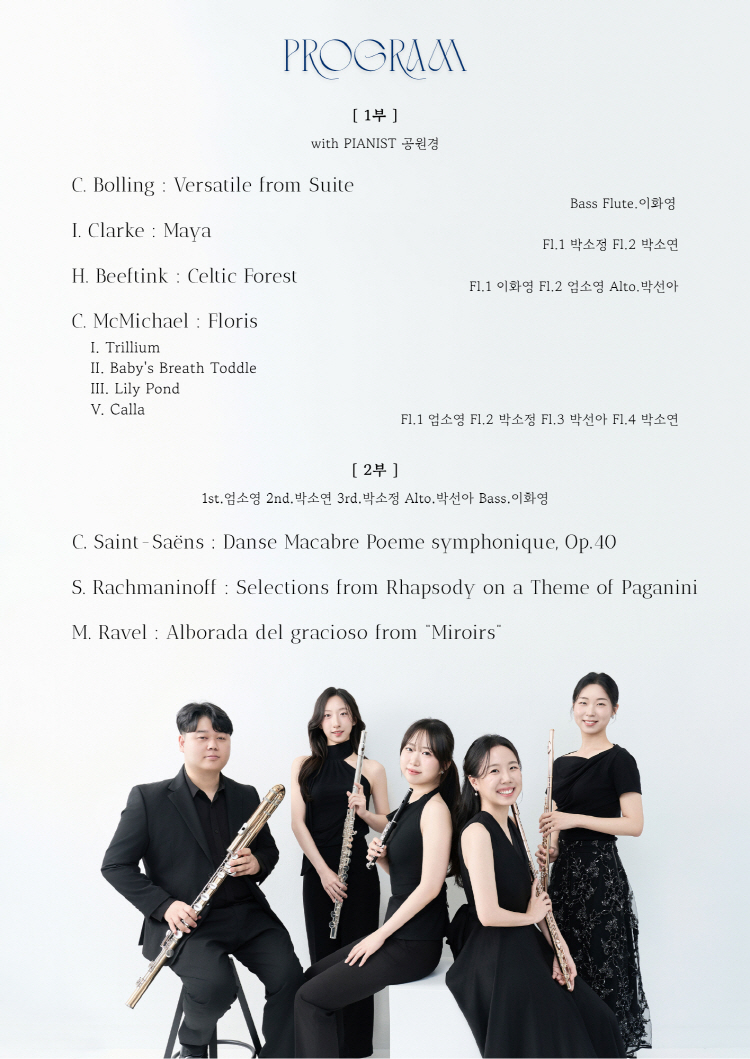 PROGRAM
[ 1부 ]
with PIANIST 공원경
C. Bolling : Versatile from Suite
Bass Flute.이화영
I. Clarke : Maya
Fl.1 박소정 Fl.2 박소연
H. Beeftink : Celtic Forest
Fl.1 이화영 Fl.2 엄소영 Alto.박선아
C. McMichael : Floris
I. Trillium
II. Baby's Breath Toddle
III. Lily Pond
V. Calla
Fl.1 엄소영 Fl.2 박소정 Fl.3 박선아 Fl.4 박소연
[ 2부 ]
1st.엄소영 2nd.박소연 3rd.박소정 Alto.박선아 Bass.이화영
C. Saint-Saëns : Danse Macabre Poeme symphonique, Op.40
S. Rachmaninoff : Selections from Rhapsody on a Theme of Paganini
M. Ravel : Alborada del gracioso from "Miroirs"